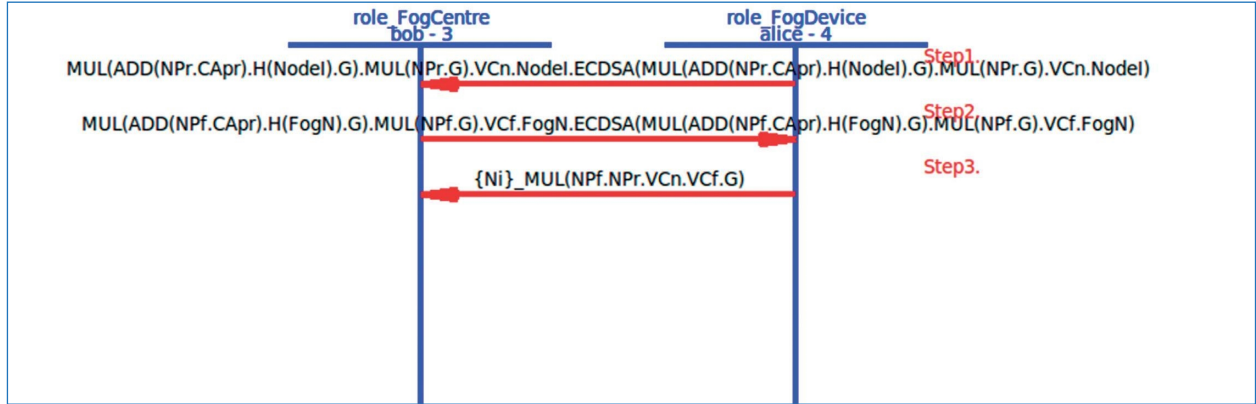 role_FogCentre role_FogDevice
bob - 3 alice - 4
Step1.
MUL(ADD(NPr.CApr).H(NodeI).G).MUL(NPr.G).VCn.NodeI.ECDSA(MUL(ADD(NPr.CApr).H(NodeI).G).MUL(NPr.G).VCn.NodeI)
Step2.
MUL(ADD(NPf.CApr).H(FogN).G).MUL(NPf.G).VCf.FogN.ECDSA(MUL(ADD(NPf.CApr).H(FogN).G).MUL(NPf.G).VCf.FogN)
Step3.
{Ni}_MUL(NPf.NPr.VCn.VCf.G)